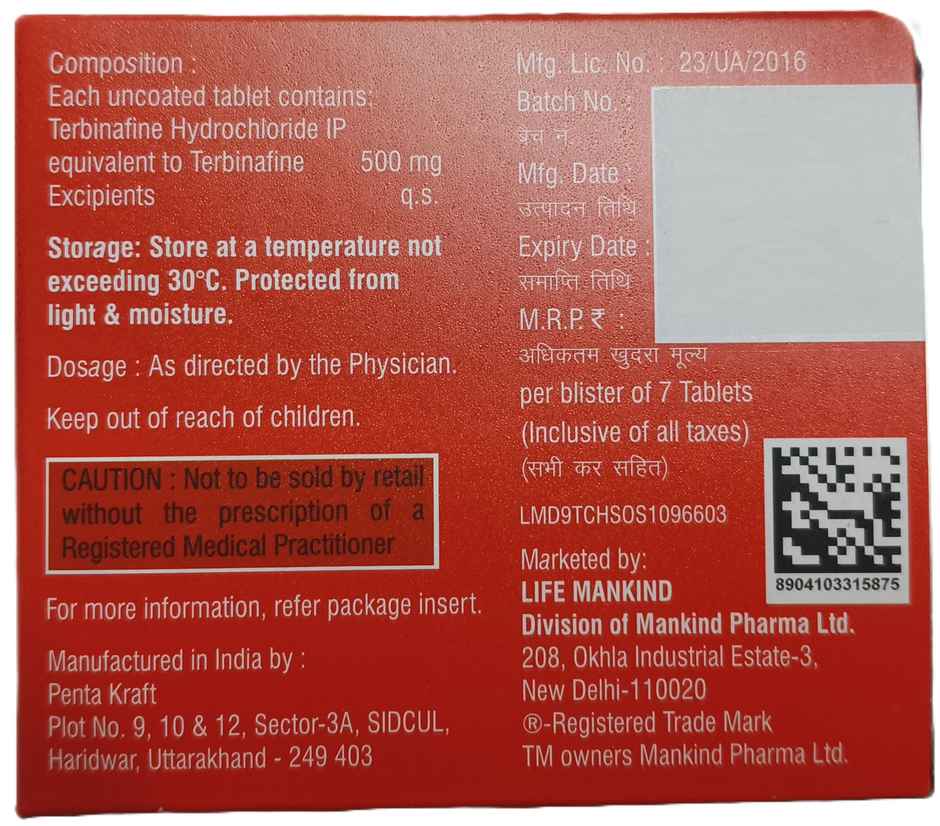 Composition :
Each uncoated tablet contains:
Terbinafine Hydrochloride IP
equivalent to Terbinafine 500 mg
Excipients q.s.
Storage: Store at a temperature not
exceeding 30°C. Protected from
light & moisture.
Dosage : As directed by the Physician.
Keep out of reach of children.
CAUTION : Not to be sold by retail
without the prescription of a
Registered Medical Practitioner
For more information, refer package insert.
Manufactured in India by :
Penta Kraft
Plot No. 9, 10 & 12, Sector-3A, SIDCUL,
Haridwar, Uttarakhand - 249 403
Mfg. Lic. No. : 23/UA/2016
Batch No. :
बैच नं
Mfg. Date :
उत्पादन तिथि
Expiry Date :
समाप्ति तिथि
M.R.P. ₹ :
अधिकतम खुदरा मूल्य
per blister of 7 Tablets
(Inclusive of all taxes)
(सभी कर सहित)
LMD9TCHSOS1096603
8904103315875
Marketed by:
LIFE MANKIND
Division of Mankind Pharma Ltd.
208, Okhla Industrial Estate-3,
New Delhi-110020
®-Registered Trade Mark
TM owners Mankind Pharma Ltd.